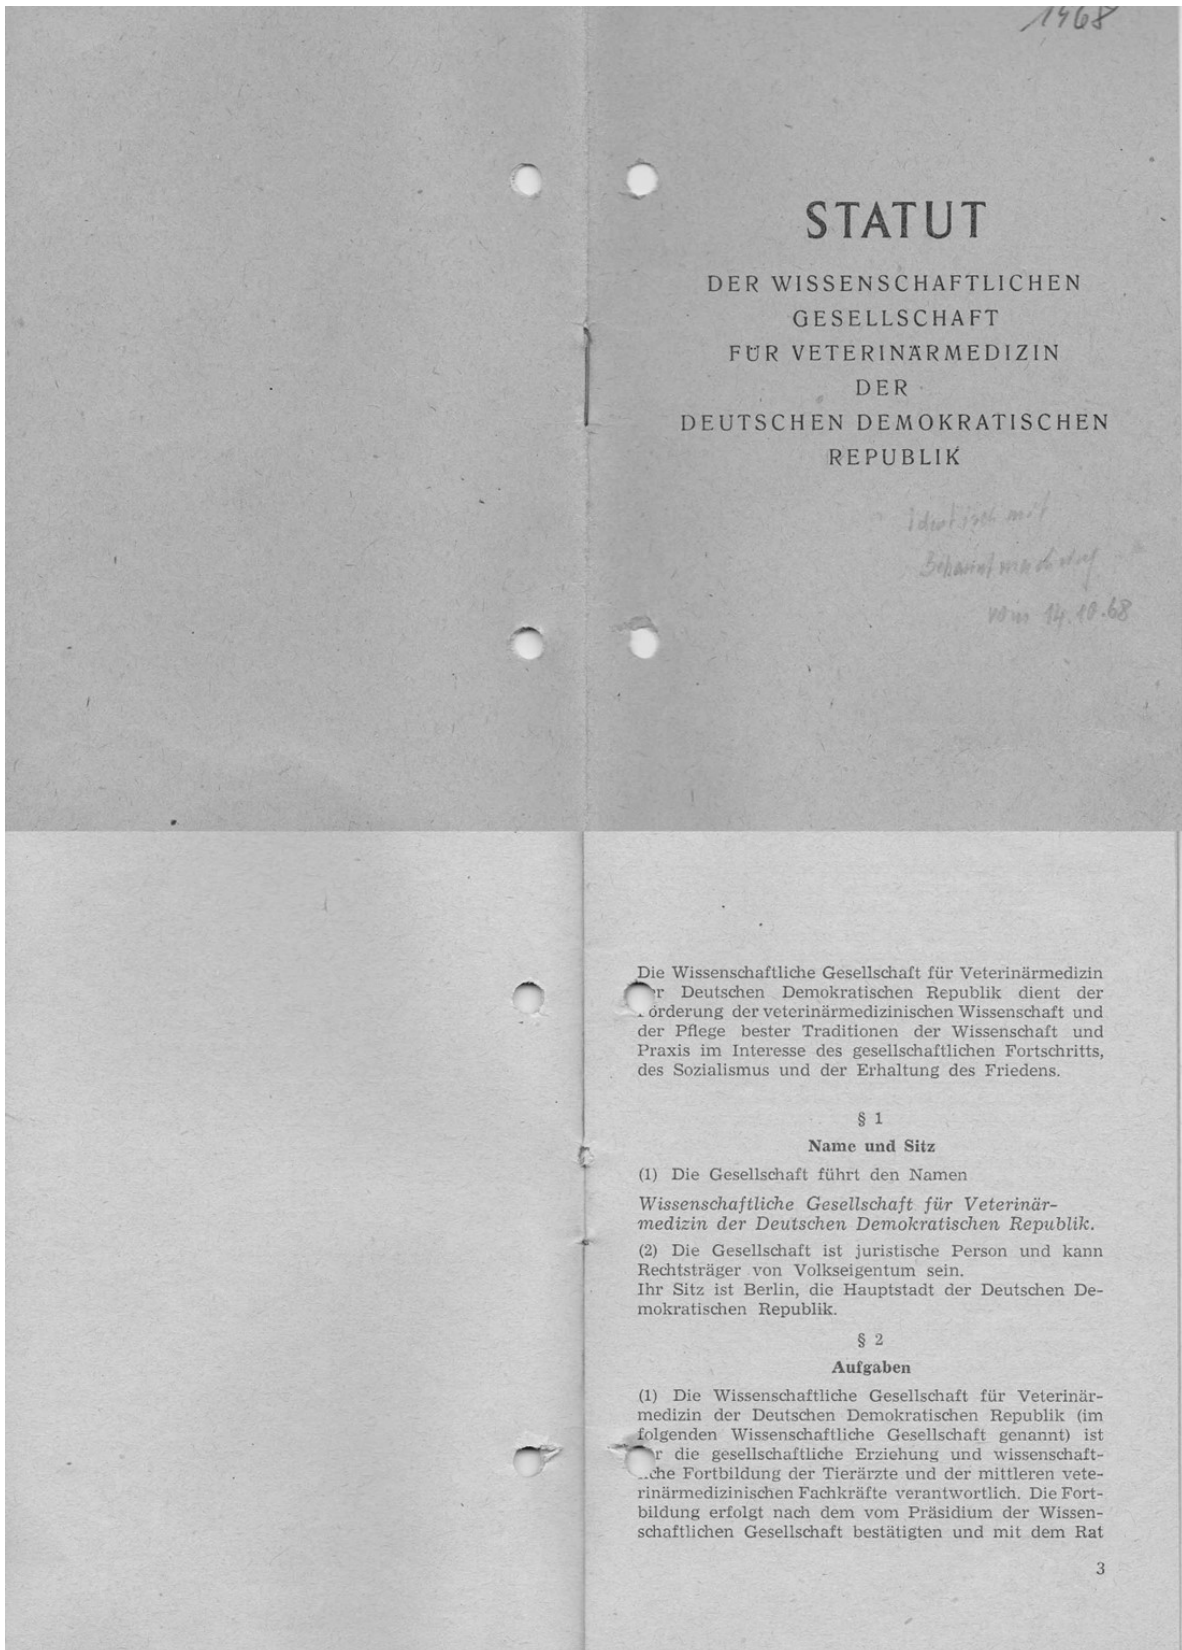 1968
STATUT
DER WISSENSCHAFTLICHEN
GESELLSCHAFT
FÜR VETERINÄRMEDIZIN
DER
DEUTSCHEN DEMOKRATISCHEN
REPUBLIK
Identisch mit
Bekanntmachung
vom 14.10.68
Die Wissenschaftliche Gesellschaft für Veterinärmedizin
r Deutschen Demokratischen Republik dient der
örderung der veterinärmedizinischen Wissenschaft und
der Pflege bester Traditionen der Wissenschaft und
Praxis im Interesse des gesellschaftlichen Fortschritts,
des Sozialismus und der Erhaltung des Friedens.
§ 1
Name und Sitz
(1) Die Gesellschaft führt den Namen
Wissenschaftliche Gesellschaft für Veterinär-
medizin der Deutschen Demokratischen Republik.
(2) Die Gesellschaft ist juristische Person und kann
Rechtsträger von Volkseigentum sein.
Ihr Sitz ist Berlin, die Hauptstadt der Deutschen De-
mokratischen Republik.
§ 2
Aufgaben
(1) Die Wissenschaftliche Gesellschaft für Veterinär-
medizin der Deutschen Demokratischen Republik (im
folgenden Wissenschaftliche Gesellschaft genannt) ist
r die gesellschaftliche Erziehung und wissenschaft-
che Fortbildung der Tierärzte und der mittleren vete-
rinärmedizinischen Fachkräfte verantwortlich. Die Fort-
bildung erfolgt nach dem vom Präsidium der Wissen-
schaftlichen Gesellschaft bestätigten und mit dem Rat
3